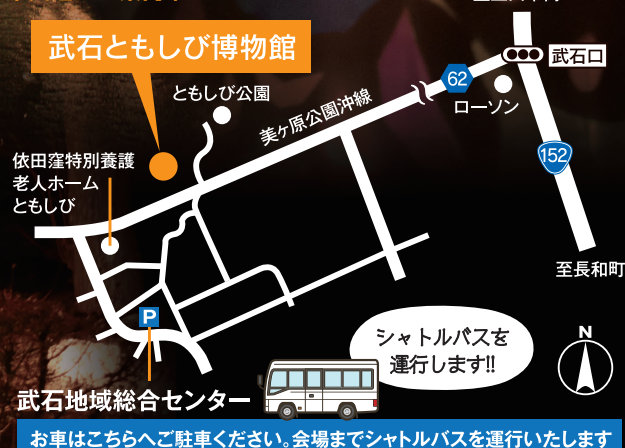 武石ともしび博物館
ともしび公園
美ヶ原公園沖線
62
武石口
ローソン
152
依田窪特別養護
老人ホーム
ともしび
至長和町
P
シャトルバスを
運行します!!
N
武石地域総合センター
お車はこちらへご駐車ください。会場までシャトルバスを運行いたします